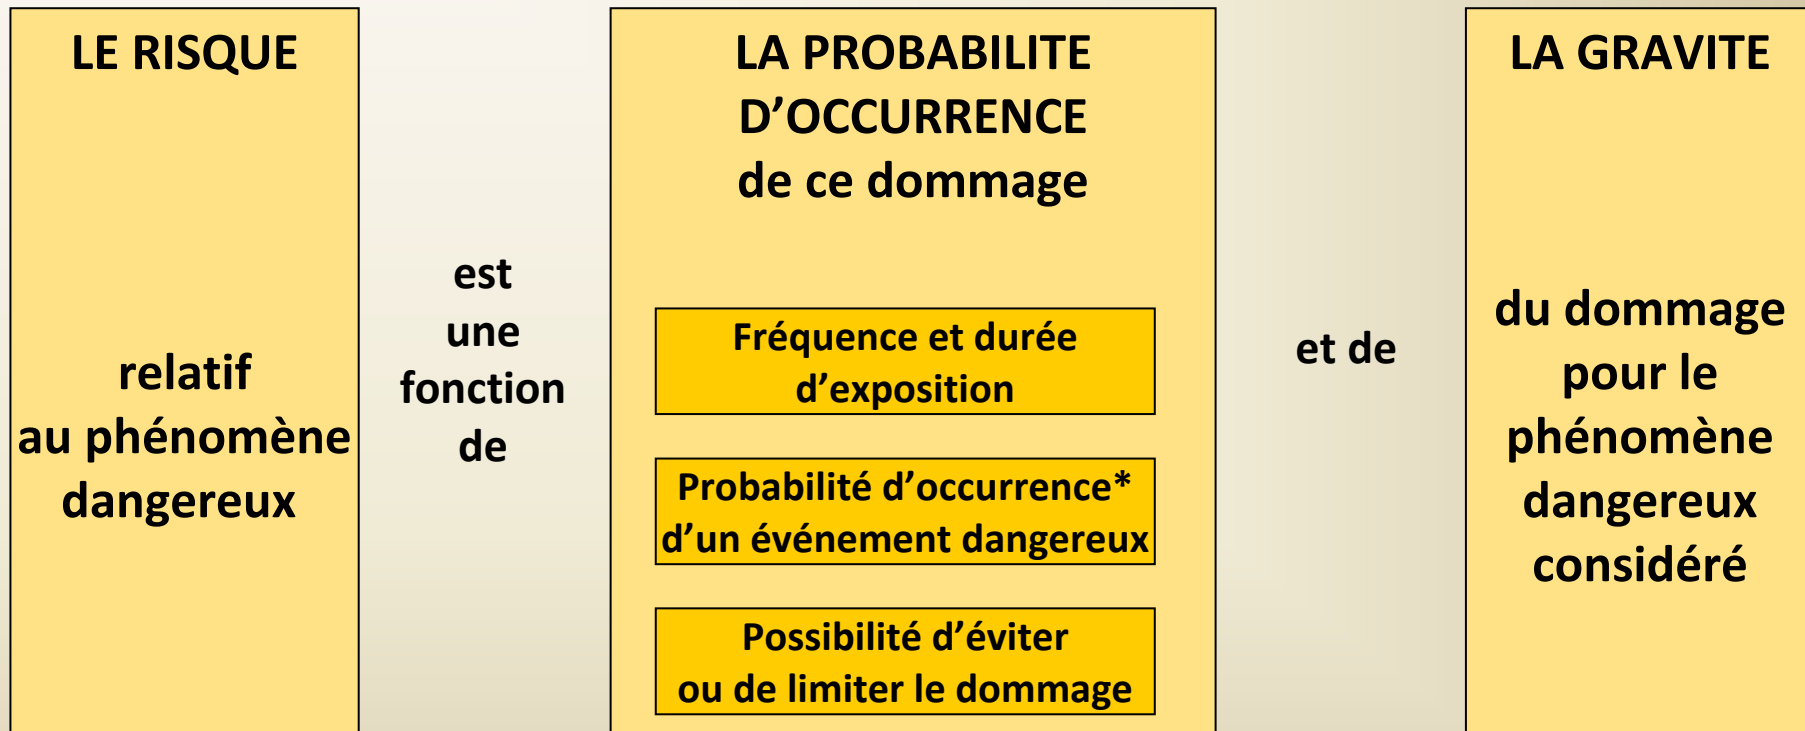 LE RISQUE
relatif
au phénomène
dangereux
est
une
fonction
de
LA PROBABILITE
D’OCCURRENCE
de ce dommage
Fréquence et durée
d’exposition
Probabilité d’occurrence*
d’un événement dangereux
Possibilité d’éviter
ou de limiter le dommage
et de
LA GRAVITE
du dommage
pour le
phénomène
dangereux
considéré